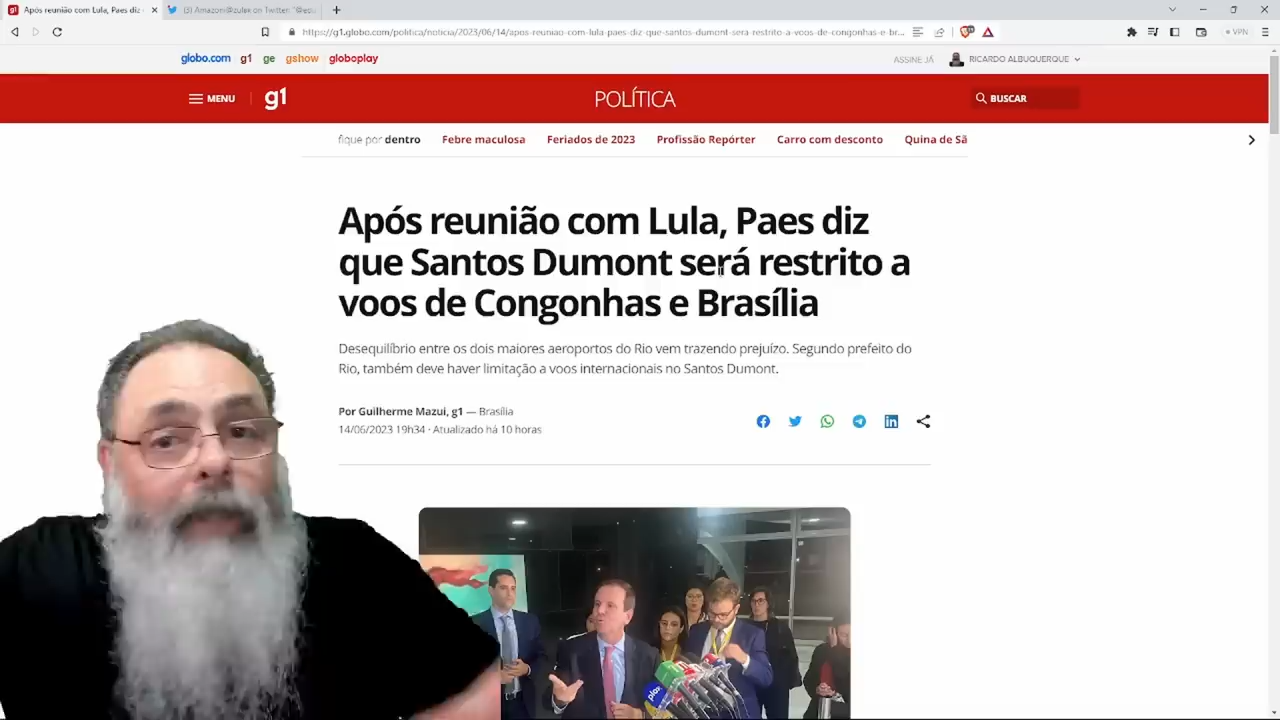 Após reunião com Lula, Paes diz
(3) Amazoni@zulex on Twitter: "@epu
https://g1.globo.com/politica/noticia/2023/06/14/apos-reuniao-com-lula-paes-diz-que-santos-dumont-sera-restrito-a-voos-de-congonhas-e-br...
VPN
globo.com g1 ge gshow globoplay
ASSINE JÁ
RICARDO ALBUQUERQUE
MENU
g1
POLÍTICA
BUSCAR
fique por dentro
Febre maculosa
Feriados de 2023
Profissão Repórter
Carro com desconto
Quina de Sã
Após reunião com Lula, Paes diz
que Santos Dumont será restrito a
voos de Congonhas e Brasília
Desequilíbrio entre os dois maiores aeroportos do Rio vem trazendo prejuízo. Segundo prefeito do
Rio, também deve haver limitação a voos internacionais no Santos Dumont.
Por Guilherme Mazui, g1 — Brasília
14/06/2023 19h34 · Atualizado há 10 horas
play